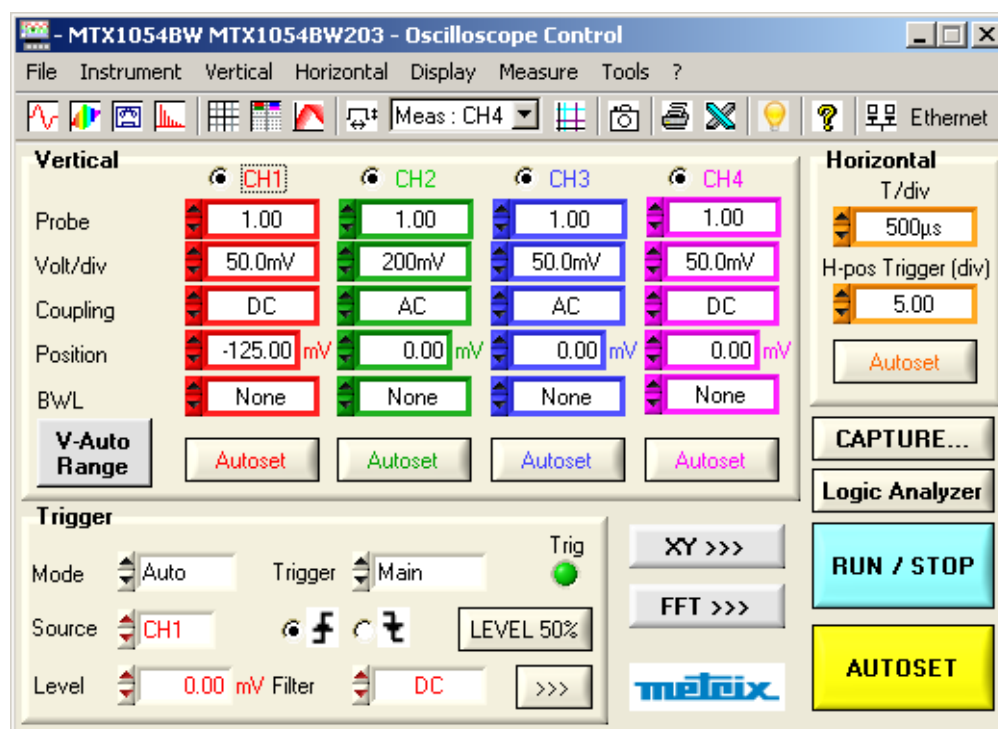 - MTX1054BW MTX1054BW203 - Oscilloscope Control
File Instrument Vertical Horizontal Display Measure Tools ?
Meas : CH4 Ethernet
Vertical
CH1 CH2 CH3 CH4
Probe 1.00 1.00 1.00 1.00
Volt/div 50.0mV 200mV 50.0mV 50.0mV
Coupling DC AC AC DC
Position -125.00 mV 0.00 mV 0.00 mV 0.00 mV
BWL None None None None
V-Auto
Range
Autoset Autoset Autoset Autoset
Horizontal
T/div
500µs
H-pos Trigger (div)
5.00
Autoset
CAPTURE...
Logic Analyzer
RUN / STOP
AUTOSET
Trigger
Mode Auto Trigger Main Trig
Source CH1 LEVEL 50%
Level 0.00 mV Filter DC >>>
XY >>>
FFT >>>
metrix